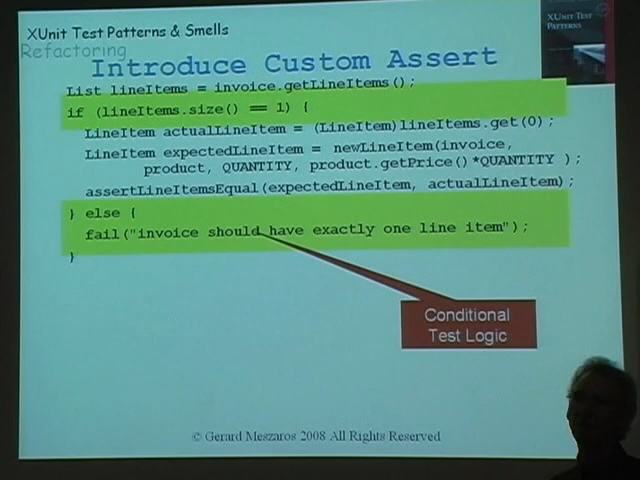 XUnit Test Patterns & Smells
Refactoring
XUNIT TEST
PATTERNS
Introduce Custom Assert
List lineItems = invoice.getLineItems();
if (lineItems.size() == 1) {
LineItem actualLineItem = (LineItem)lineItems.get(0);
LineItem expectedLineItem = newLineItem(invoice,
product, QUANTITY, product.getPrice()*QUANTITY );
assertLineItemsEqual(expectedLineItem, actualLineItem);
} else {
fail("invoice should have exactly one line item");
}
Conditional
Test Logic
© Gerard Meszaros 2008 All Rights Reserved